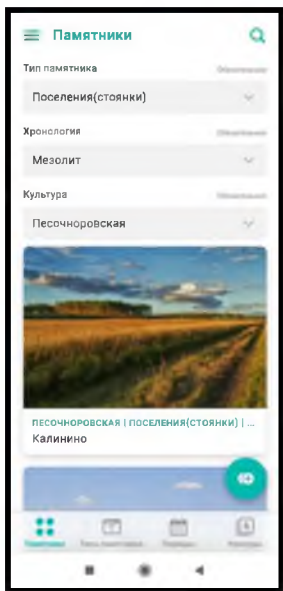 Памятники
Тип памятника
Поселения(стоянки)
Хронология
Мезолит
Культура
Песочноровская
ПЕСОЧНОРОВСКАЯ | ПОСЕЛЕНИЯ(СТОЯНКИ) | ...
Калинино
Памятники